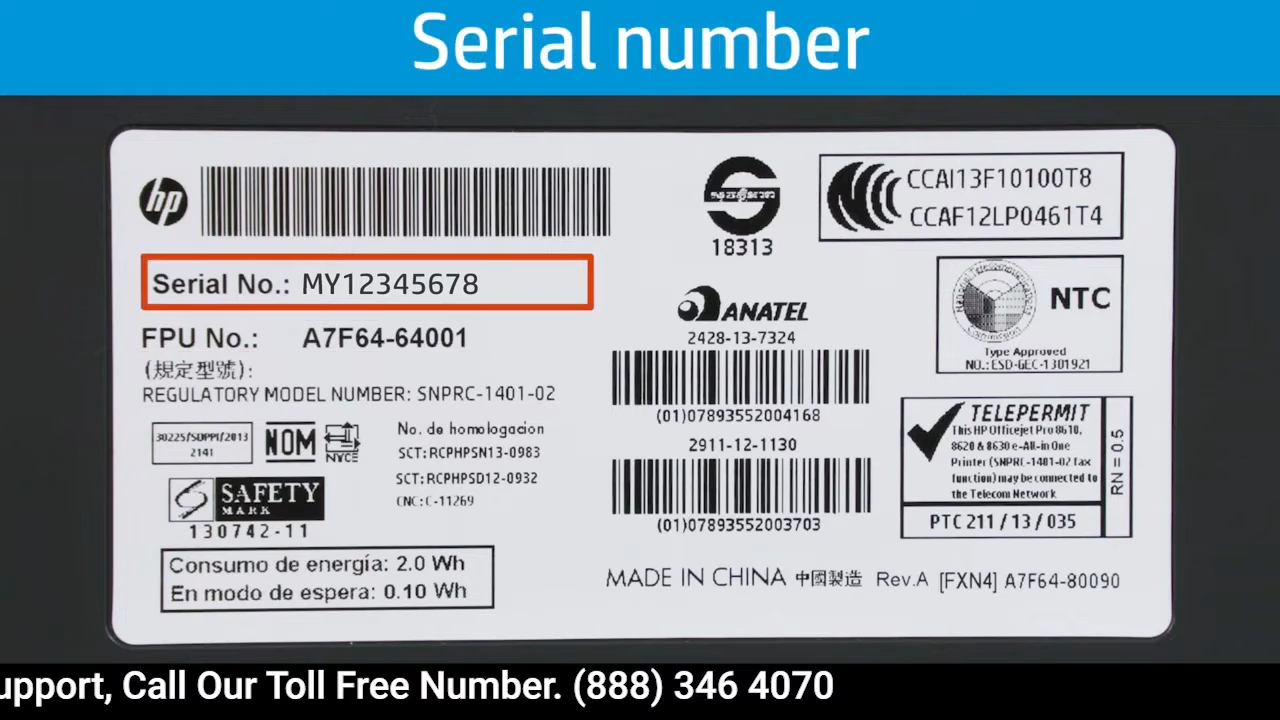 Serial number
hp
Serial No.: MY12345678
FPU No.: A7F64-64001
(規定型號):
REGULATORY MODEL NUMBER: SNPRC-1401-02
30225/SDPPI/2013
2141
NOM
NYCE
No. de homologacion
SCT: RCPHPSN13-0983
SCT: RCPHPSD12-0932
CNC: C-11269
SAFETY
MARK
130742-11
Consumo de energía: 2.0 Wh
En modo de espera: 0.10 Wh
18313
ANATEL
2428-13-7324
(01)07893552004168
2911-12-1130
(01)07893552003703
CCAI13F10100T8
CCAF12LP0461T4
NTC
Type Approved
NO.: ESD-GEC-1301921
TELEPERMIT
This HP Officejet Pro 8610,
8620 & 8630 e-All-in One
Printer (SNPRC-1401-02 fax
function) may be connected to
the Telecom Network
RN = 0.5
PTC 211 / 13 / 035
MADE IN CHINA 中國製造 Rev.A [FXN4] A7F64-80090
upport, Call Our Toll Free Number. (888) 346 4070